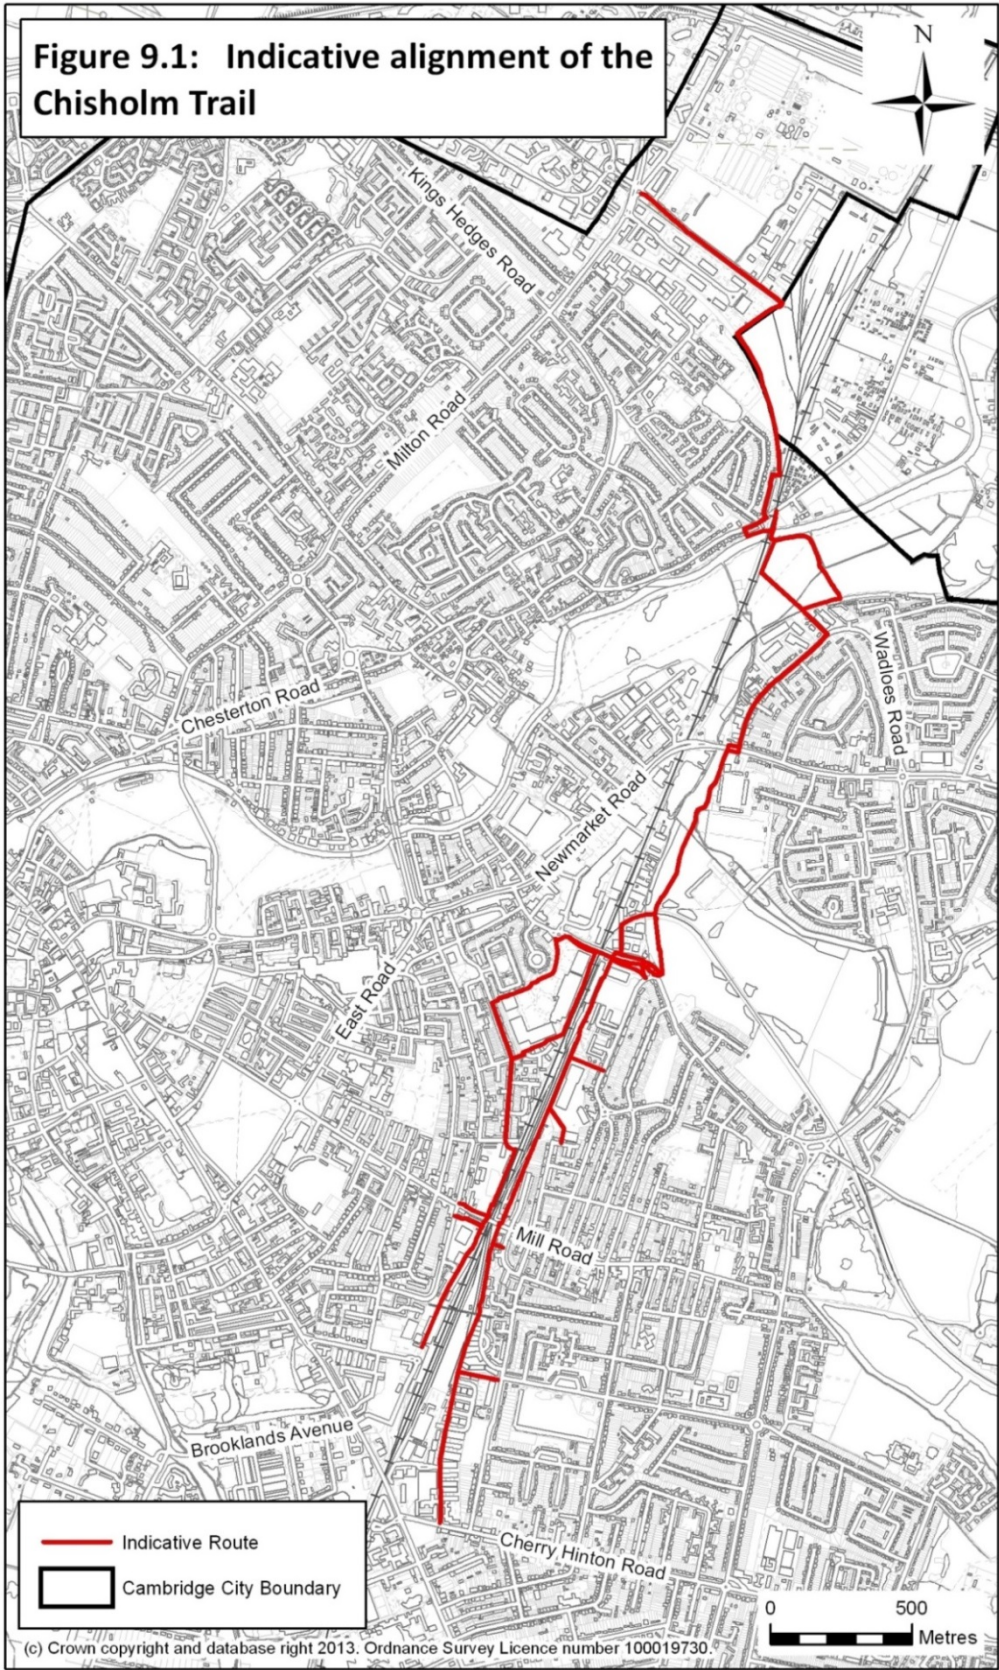 Figure 9.1: Indicative alignment of the
Chisholm Trail
N
Kings Hedges Road
Milton Road
Wadloes Road
Chesterton Road
Newmarket Road
East Road
Mill Road
Brooklands Avenue
Cherry Hinton Road
Indicative Route
Cambridge City Boundary
0 500
Metres
(c) Crown copyright and database right 2013. Ordnance Survey Licence number 100019730.